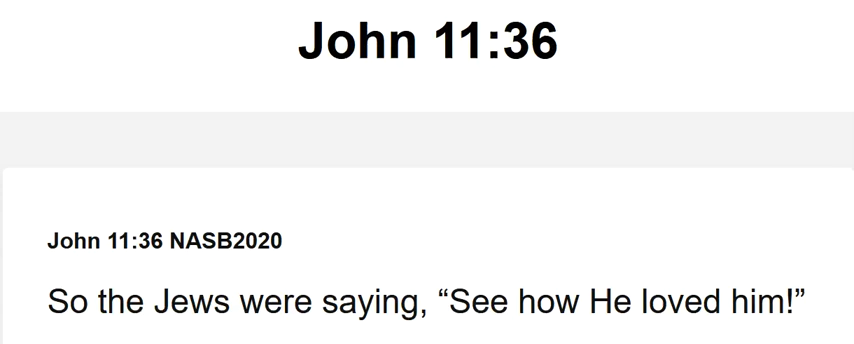 John 11:36
John 11:36 NASB2020
So the Jews were saying, “See how He loved him!”